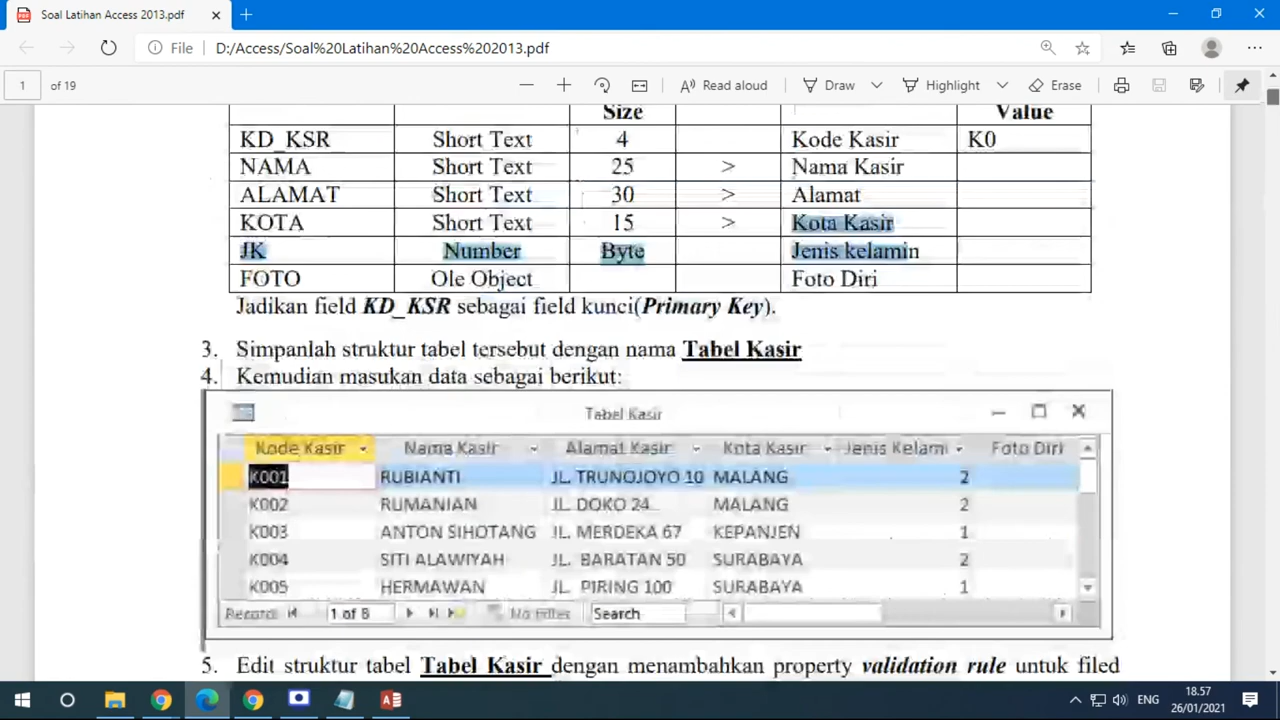 Soal Latihan Access 2013.pdf
File D:/Access/Soal%20Latihan%20Access%202013.pdf
1 of 19 Read aloud Draw Highlight Erase
Size Value
KD_KSR Short Text 4 Kode Kasir K0
NAMA Short Text 25 > Nama Kasir
ALAMAT Short Text 30 > Alamat
KOTA Short Text 15 > Kota Kasir
JK Number Byte Jenis kelamin
FOTO Ole Object Foto Diri
Jadikan field KD_KSR sebagai field kunci(Primary Key).
3. Simpanlah struktur tabel tersebut dengan nama Tabel Kasir
4. Kemudian masukan data sebagai berikut:
Tabel Kasir
Kode Kasir Nama Kasir Alamat Kasir Kota Kasir Jenis Kelami Foto Diri
K001 RUBIANTI JL. TRUNOJOYO 10 MALANG 2
K002 RUMANIAN JL. DOKO 24 MALANG 2
K003 ANTON SIHOTANG JL. MERDEKA 67 KEPANJEN 1
K004 SITI ALAWIYAH JL. BARATAN 50 SURABAYA 2
K005 HERMAWAN JL. PIRING 100 SURABAYA 1
Record: 1 of 8 No Filter Search
5. Edit struktur tabel Tabel Kasir dengan menambahkan property validation rule untuk filed
ENG
18.57
26/01/2021